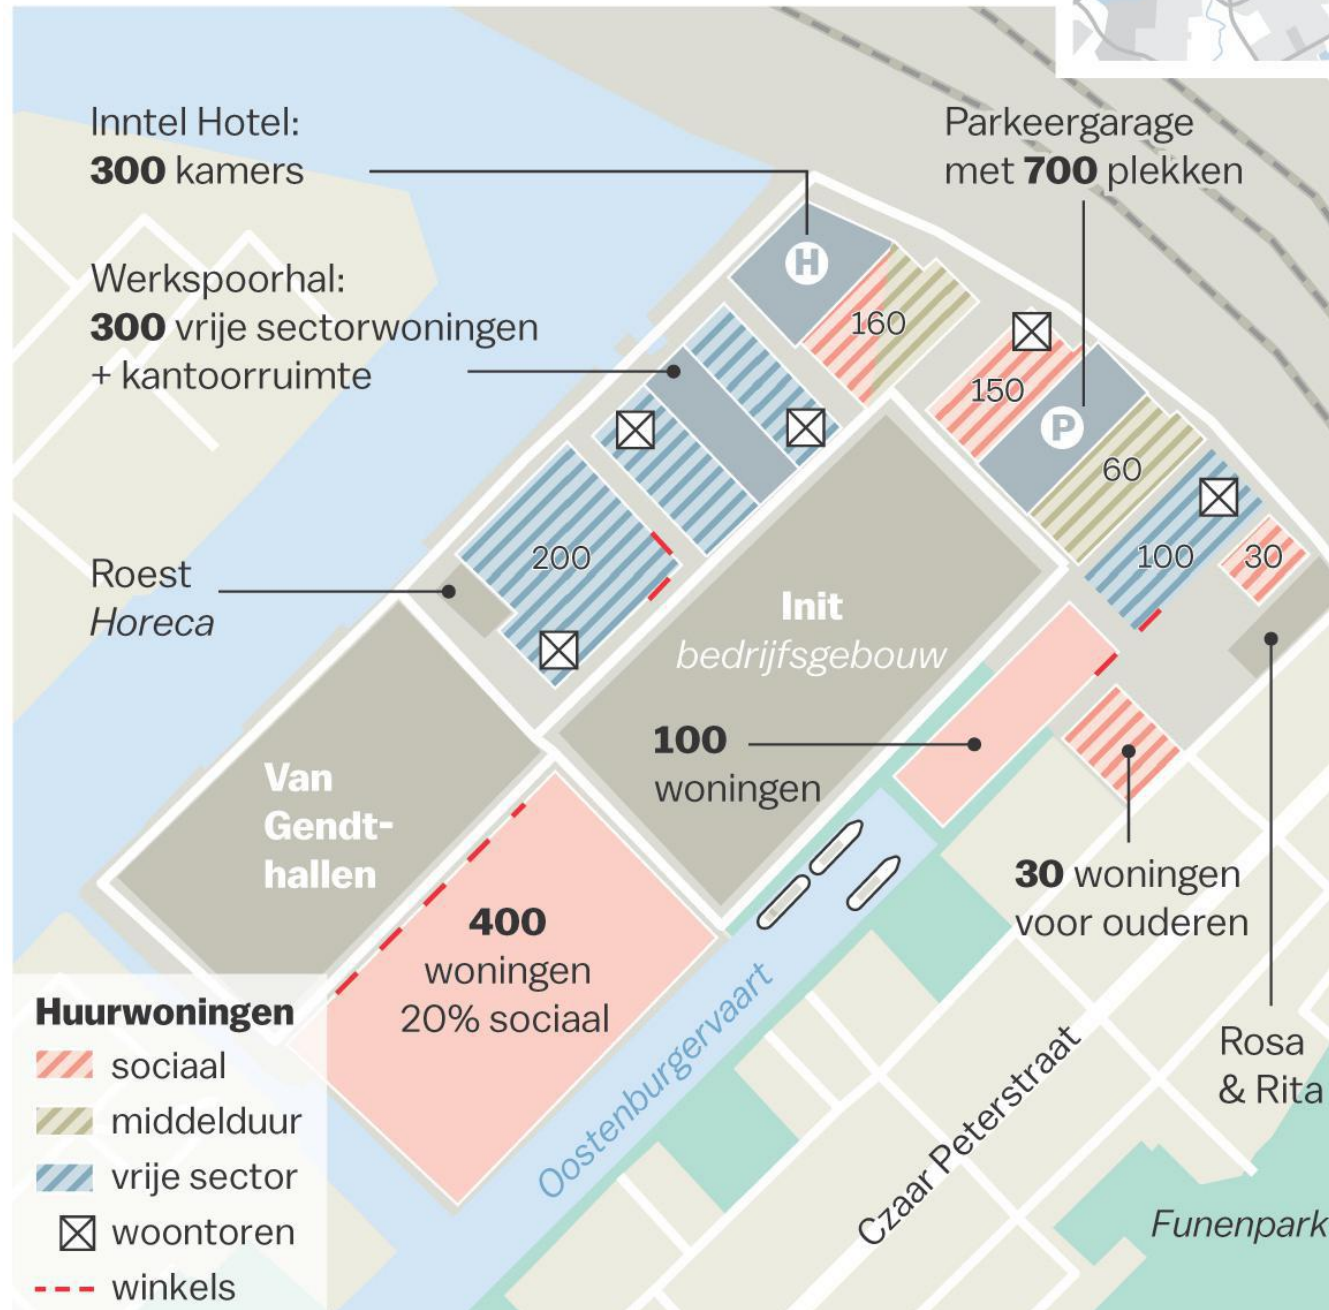 Inntel Hotel:
300 kamers
Parkeergarage
met 700 plekken
Werkspoorhal:
300 vrije sectorwoningen
+ kantoorruimte
H
160
150
P
60
100
30
200
Roest
Horeca
Init
bedrijfsgebouw
100
woningen
Van
Gendt-
hallen
400
woningen
20% sociaal
30 woningen
voor ouderen
Rosa
& Rita
Oostenburgervaart
Czaar Peterstraat
Funenpark
Huurwoningen
sociaal
middelduur
vrije sector
woontoren
winkels